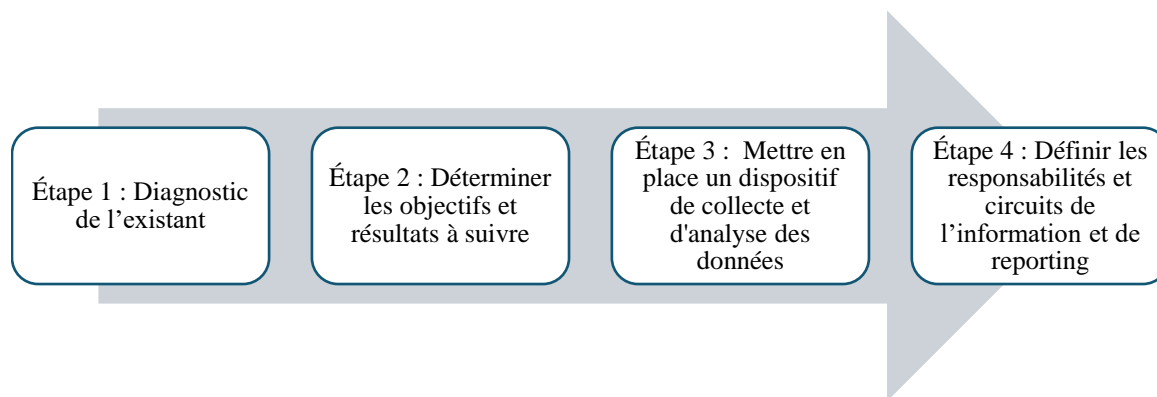 Étape 1 : Diagnostic
de l’existant
Étape 2 : Déterminer
les objectifs et
résultats à suivre
Étape 3 :  Mettre en
place un dispositif
de collecte et
d'analyse des
données
Étape 4 : Définir les
responsabilités et
circuits de
l’information et de
reporting